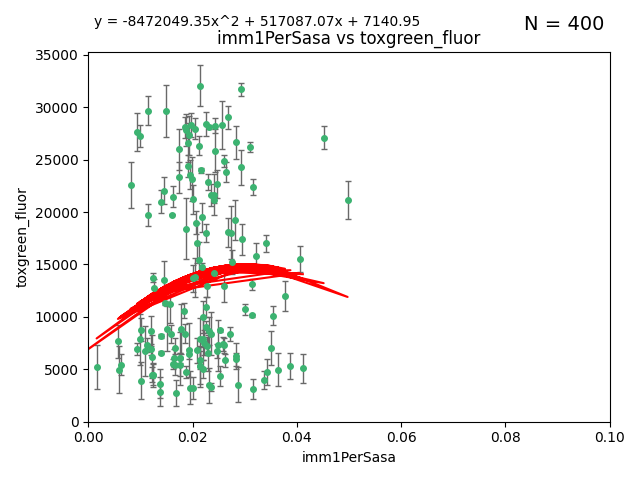 y = -8472049.35x^2 + 517087.07x + 7140.95
N = 400
imm1PerSasa vs toxgreen_fluor
35000
30000
25000
20000
15000
10000
5000
0
toxgreen_fluor
0.00 0.02 0.04 0.06 0.08 0.10
imm1PerSasa